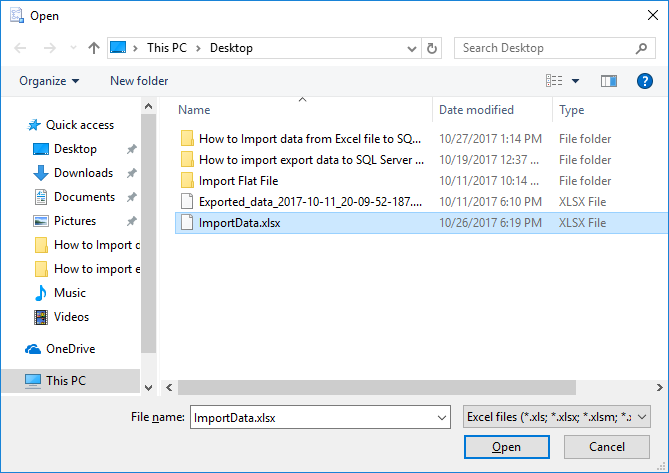 Open
This PC > Desktop
Search Desktop
Organize
New folder
?
Name
Date modified
Type
Quick access
Desktop
Downloads
Documents
Pictures
How to Import d
How to import e
Music
Videos
OneDrive
This PC
How to Import data from Excel file to SQ... 10/27/2017 1:14 PM File folder
How to import export data to SQL Server ... 10/19/2017 12:37 ... File folder
Import Flat File 10/11/2017 10:14 ... File folder
Exported_data_2017-10-11_20-09-52-187.... 10/11/2017 6:10 PM XLSX File
ImportData.xlsx 10/26/2017 6:19 PM XLSX File
File name: ImportData.xlsx
Excel files (*.xls; *.xlsx; *.xlsm; *.x
Open
Cancel